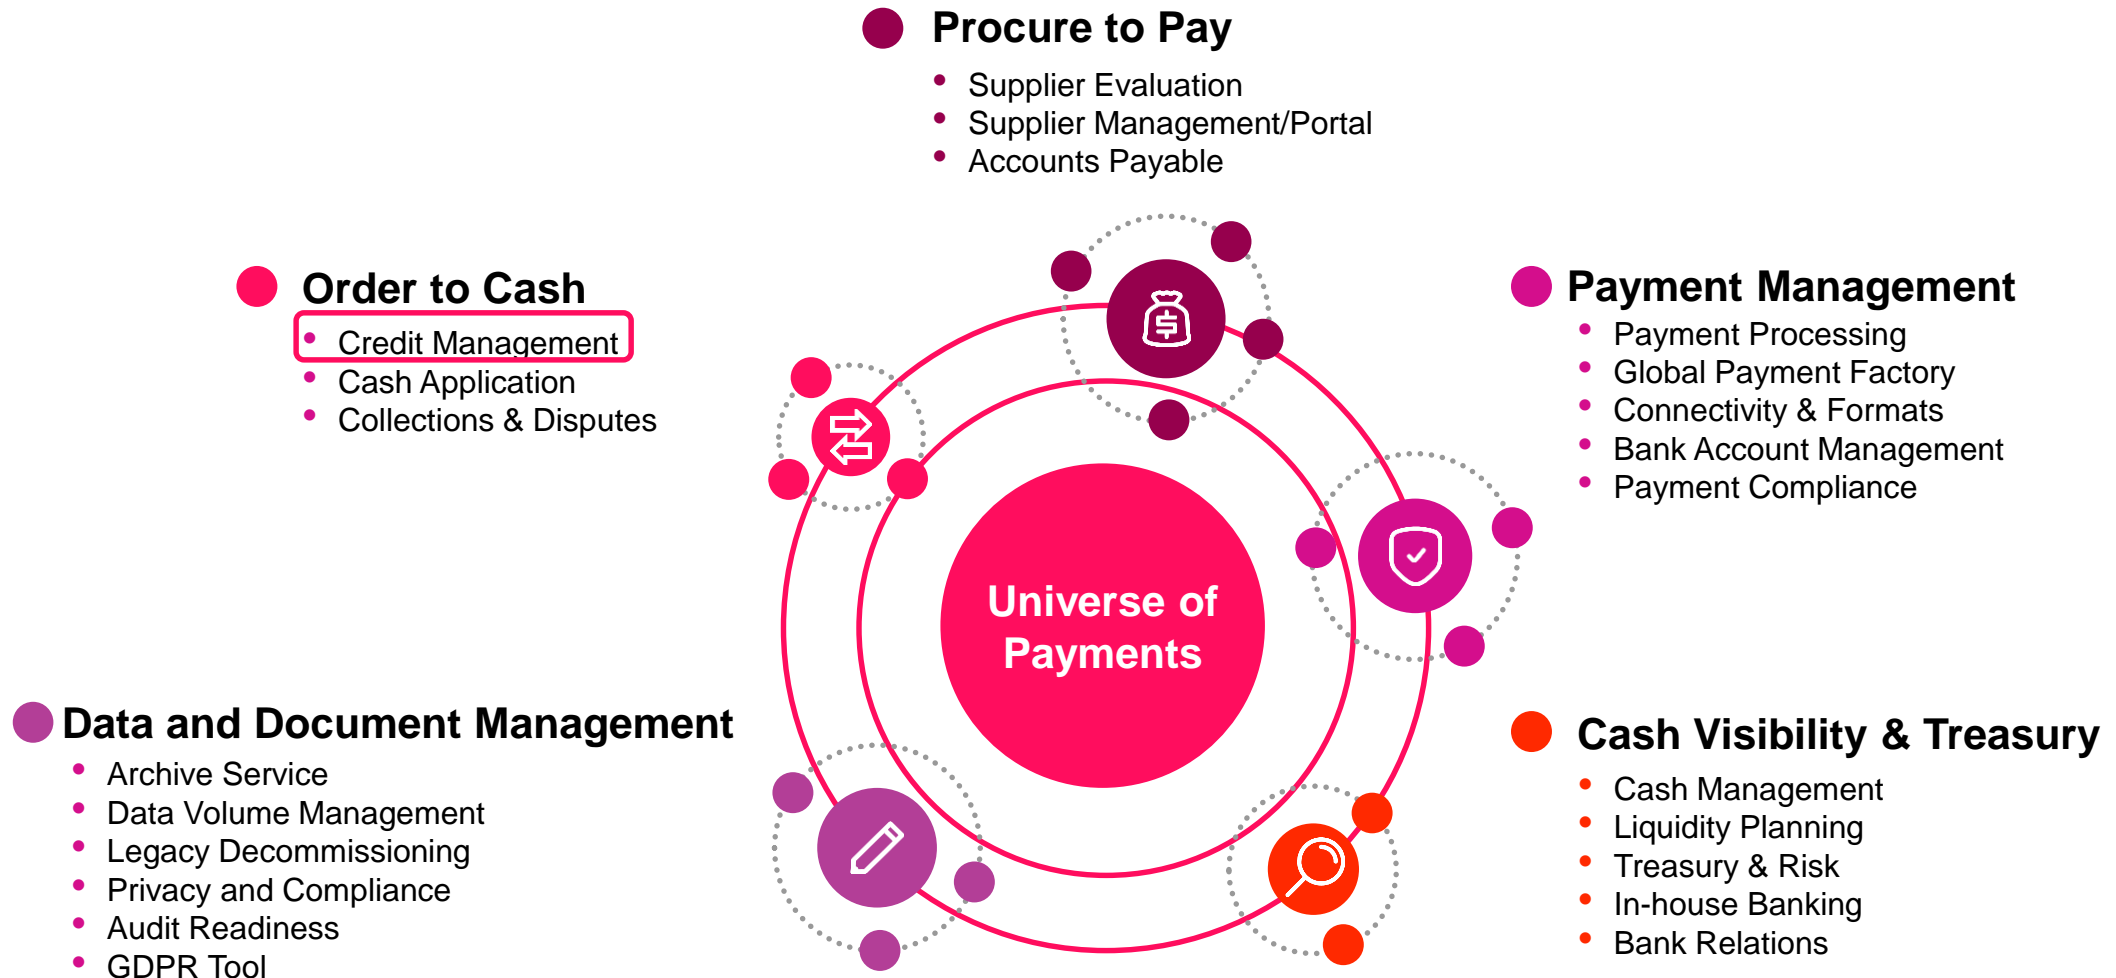 Procure to Pay
• Supplier Evaluation
• Supplier Management/Portal
• Accounts Payable
Order to Cash
• Credit Management
• Cash Application
• Collections & Disputes
Payment Management
• Payment Processing
• Global Payment Factory
• Connectivity & Formats
• Bank Account Management
• Payment Compliance
Universe of
Payments
Data and Document Management
• Archive Service
• Data Volume Management
• Legacy Decommissioning
• Privacy and Compliance
• Audit Readiness
• GDPR Tool
Cash Visibility & Treasury
• Cash Management
• Liquidity Planning
• Treasury & Risk
• In-house Banking
• Bank Relations